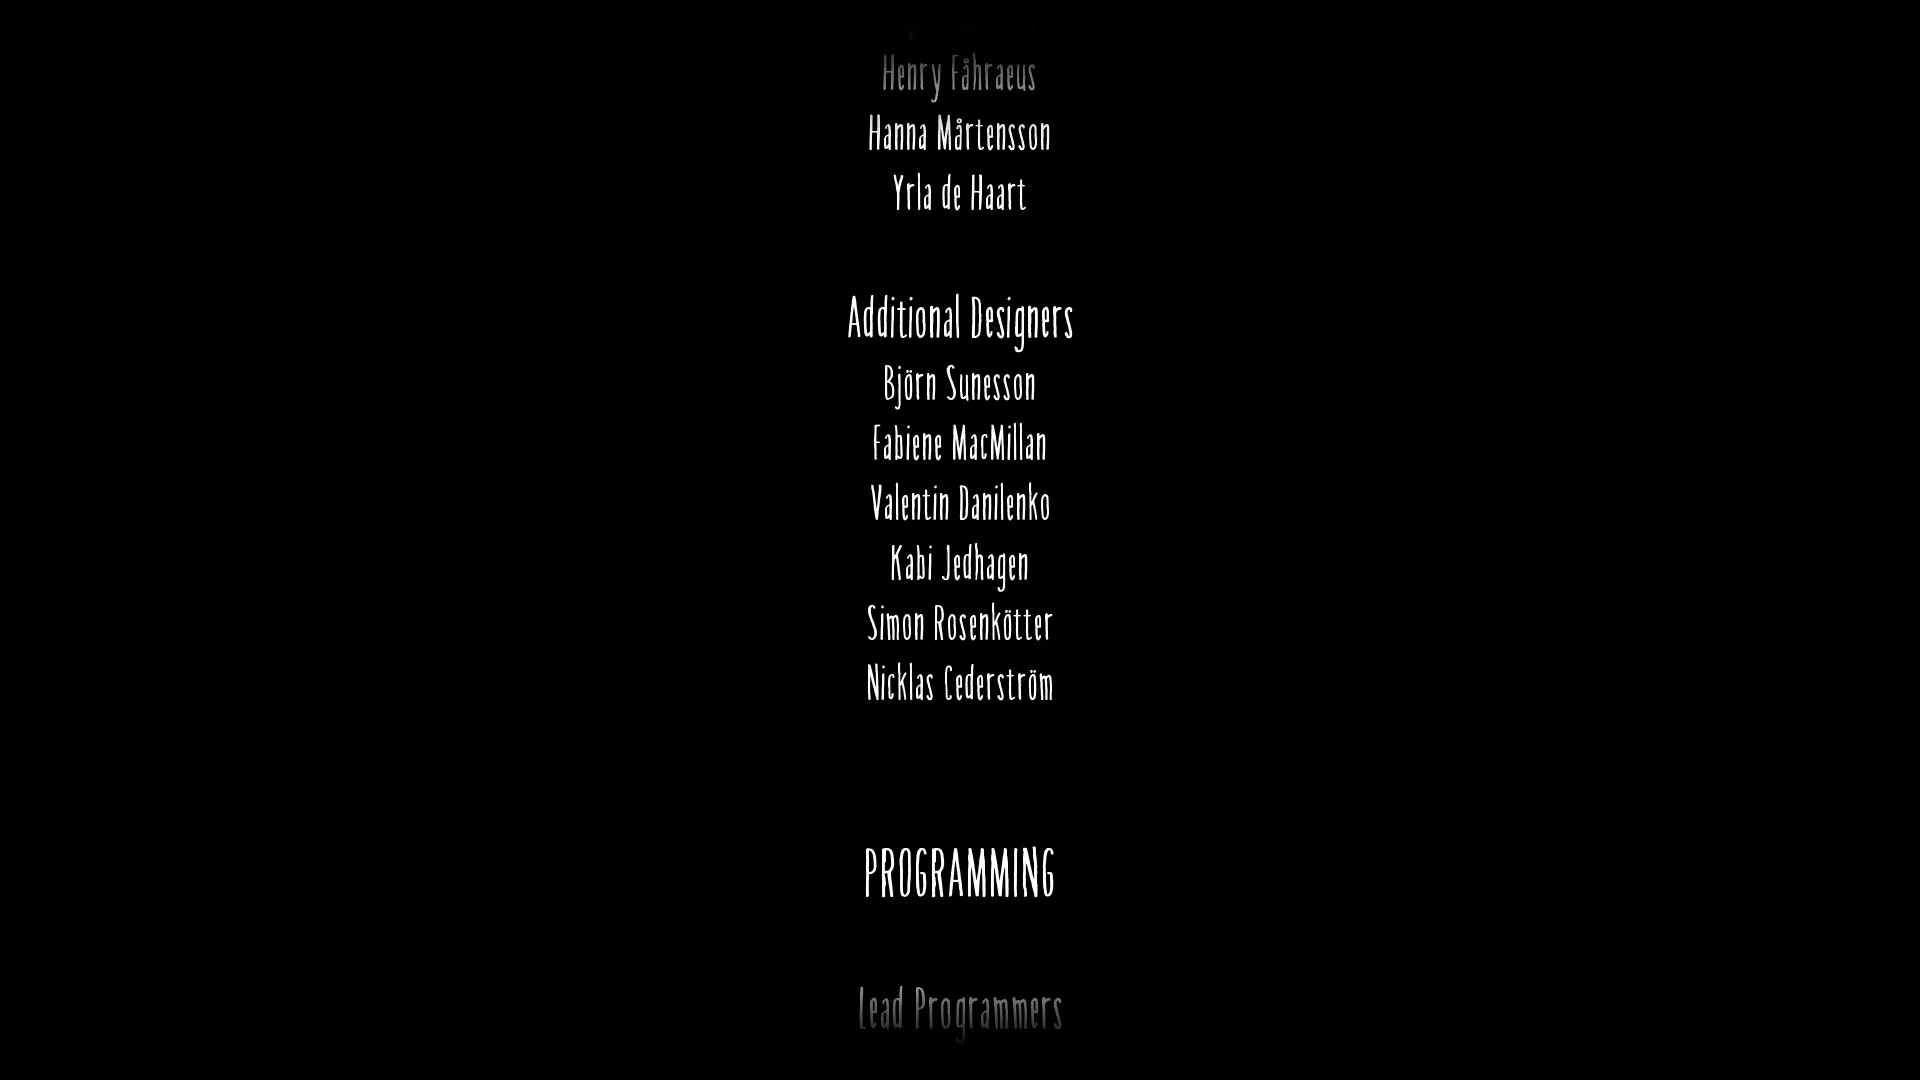 Henry Fåhraeus
Hanna Mårtensson
Yrla de Haart
Additional Designers
Björn Sunesson
Fabiene MacMillan
Valentin Danilenko
Kabi Jedhagen
Simon Rosenkötter
Nicklas Cederström
PROGRAMMING
Lead Programmers